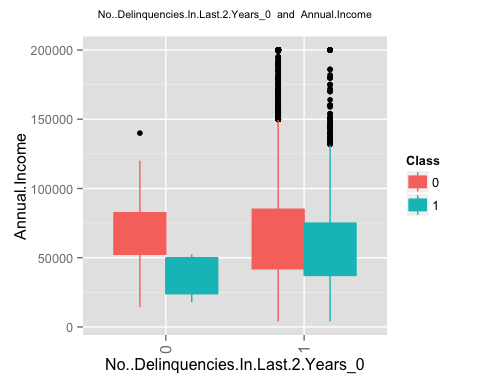 No..Delinquencies.In.Last.2.Years_0 and Annual.Income
200000
150000
100000
50000
0
Annual.Income
0
1
No..Delinquencies.In.Last.2.Years_0
Class
0
1